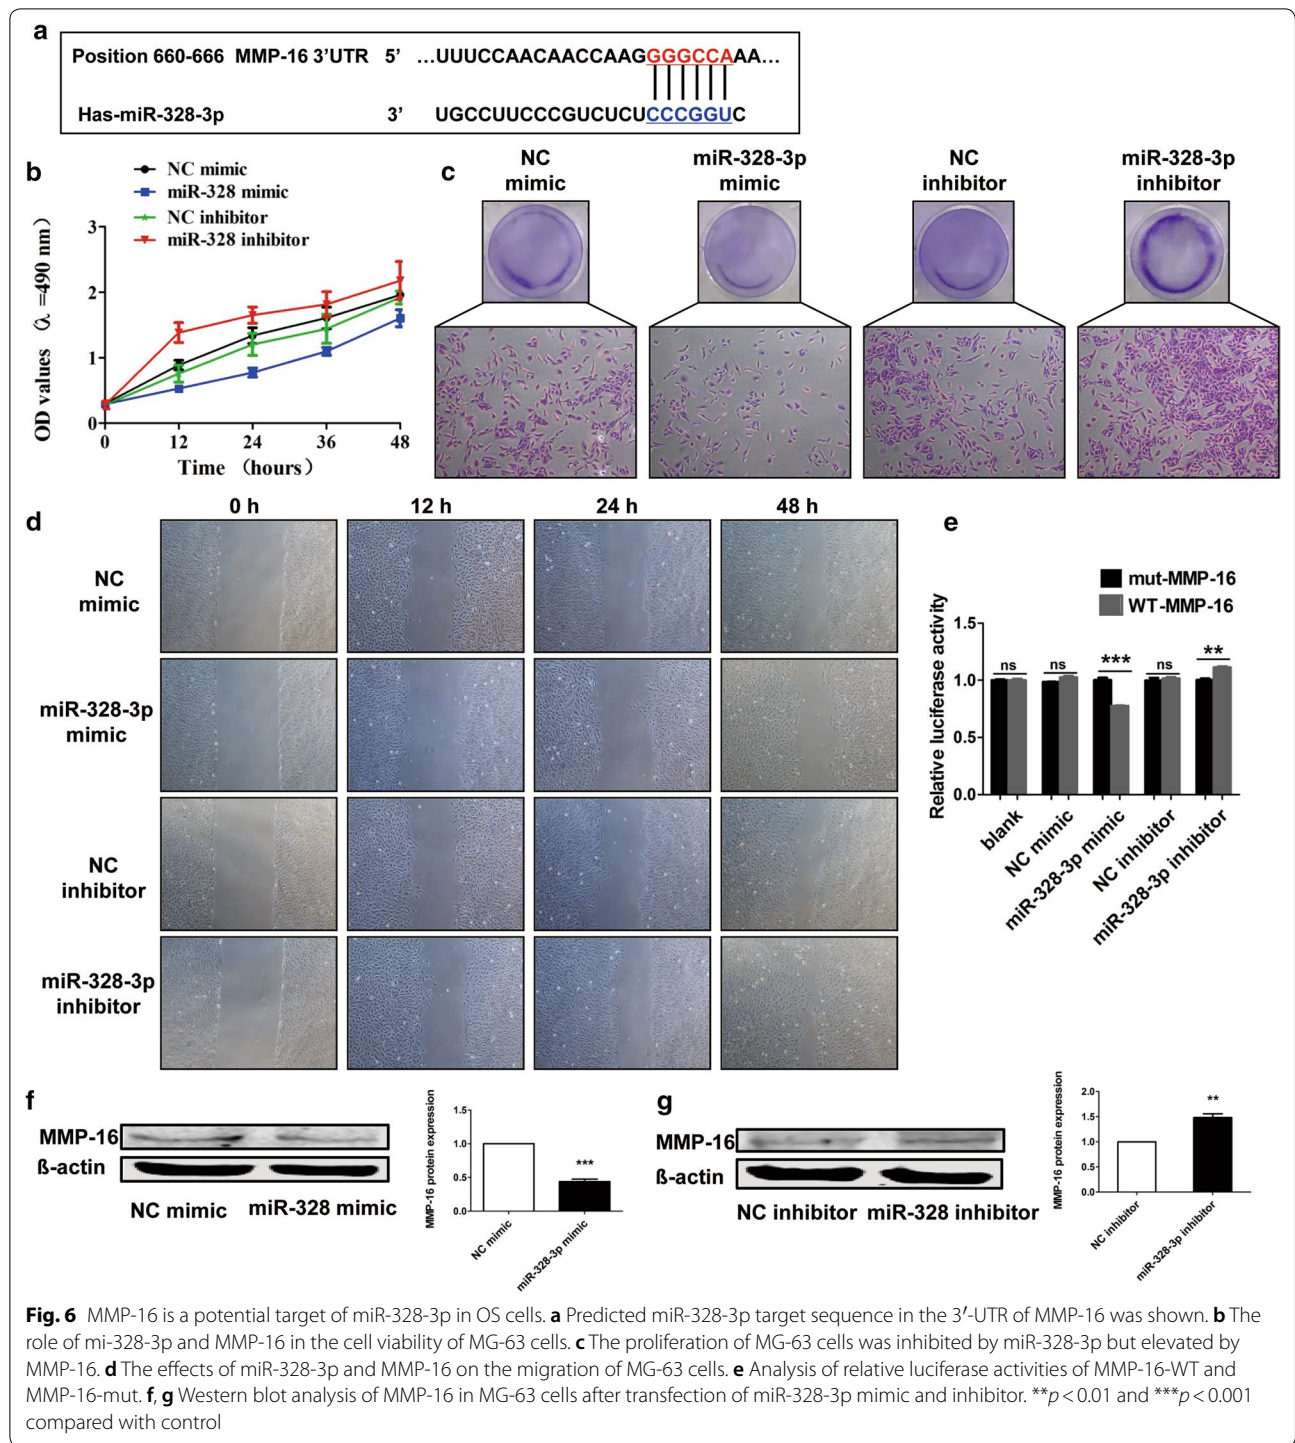 a
Position 660-666 MMP-16 3'UTR 5' ...UUUCCAACAACCAAGGGGCCAAA...
Has-miR-328-3p 3' UGCCUUCCCGUCUCUCCCGGUC
b
NC mimic
miR-328 mimic
NC inhibitor
miR-328 inhibitor
OD values (λ =490 nm)
3
2
1
0
0 12 24 36 48
Time (hours)
c
NC mimic
miR-328-3p mimic
NC inhibitor
miR-328-3p inhibitor
d
0 h 12 h 24 h 48 h
NC mimic
miR-328-3p mimic
NC inhibitor
miR-328-3p inhibitor
e
mut-MMP-16
WT-MMP-16
Relative luciferase activity
1.5
1.0
0.5
0.0
ns ns *** ns **
blank
NC mimic
miR-328-3p mimic
NC inhibitor
miR-328-3p inhibitor
f
MMP-16
ß-actin
NC mimic miR-328 mimic
MMP-16 protein expression
1.5
1.0
0.5
0.0
***
NC mimic
miR-328-3p mimic
g
MMP-16
ß-actin
NC inhibitor miR-328 inhibitor
MMP-16 protein expression
2.0
1.5
1.0
0.5
0.0
**
NC inhibitor
miR-328-3p inhibitor
Fig. 6 MMP-16 is a potential target of miR-328-3p in OS cells. a Predicted miR-328-3p target sequence in the 3′-UTR of MMP-16 was shown. b The
role of mi-328-3p and MMP-16 in the cell viability of MG-63 cells. c The proliferation of MG-63 cells was inhibited by miR-328-3p but elevated by
MMP-16. d The effects of miR-328-3p and MMP-16 on the migration of MG-63 cells. e Analysis of relative luciferase activities of MMP-16-WT and
MMP-16-mut. f, g Western blot analysis of MMP-16 in MG-63 cells after transfection of miR-328-3p mimic and inhibitor. **p < 0.01 and ***p < 0.001
compared with control